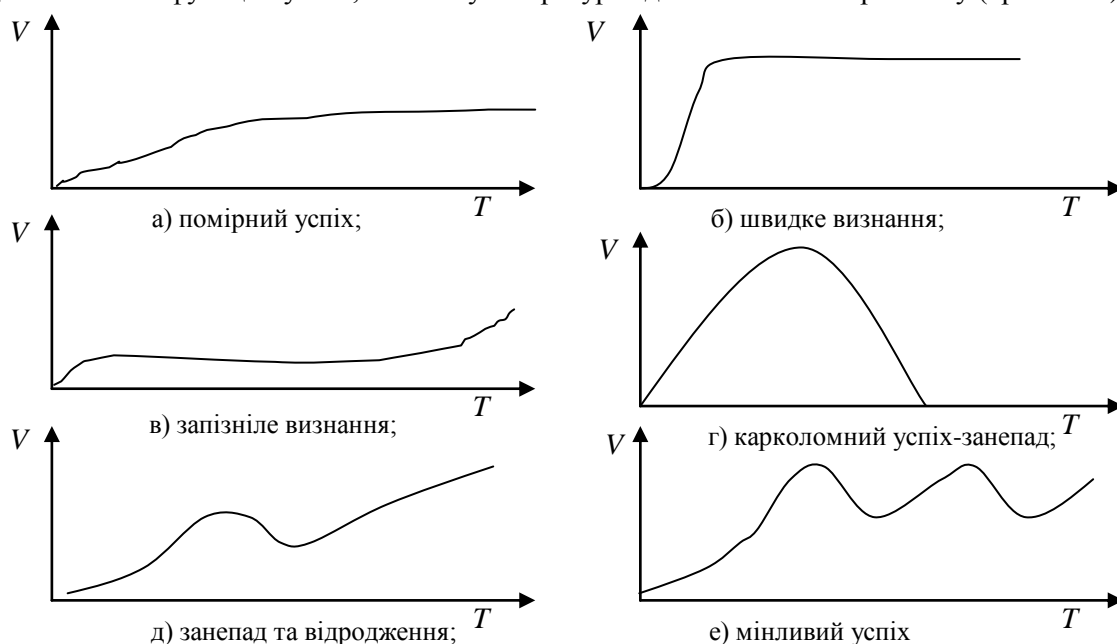 V
V
T
T
а) помірний успіх;
б) швидке визнання;
V
V
T
T
в) запізніле визнання;
г) карколомний успіх-занепад;
V
V
T
T
д) занепад та відродження;
е) мінливий успіх